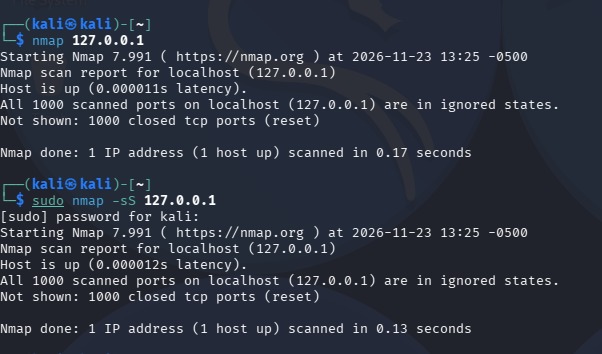 ┌──(kali㉿kali)-[~]
└─$ nmap 127.0.0.1
Starting Nmap 7.991 ( https://nmap.org ) at 2026-11-23 13:25 -0500
Nmap scan report for localhost (127.0.0.1)
Host is up (0.000011s latency).
All 1000 scanned ports on localhost (127.0.0.1) are in ignored states.
Not shown: 1000 closed tcp ports (reset)
Nmap done: 1 IP address (1 host up) scanned in 0.17 seconds
┌──(kali㉿kali)-[~]
└─$ sudo nmap -sS 127.0.0.1
[sudo] password for kali:
Starting Nmap 7.991 ( https://nmap.org ) at 2026-11-23 13:25 -0500
Nmap scan report for localhost (127.0.0.1)
Host is up (0.000012s latency).
All 1000 scanned ports on localhost (127.0.0.1) are in ignored states.
Not shown: 1000 closed tcp ports (reset)
Nmap done: 1 IP address (1 host up) scanned in 0.13 seconds